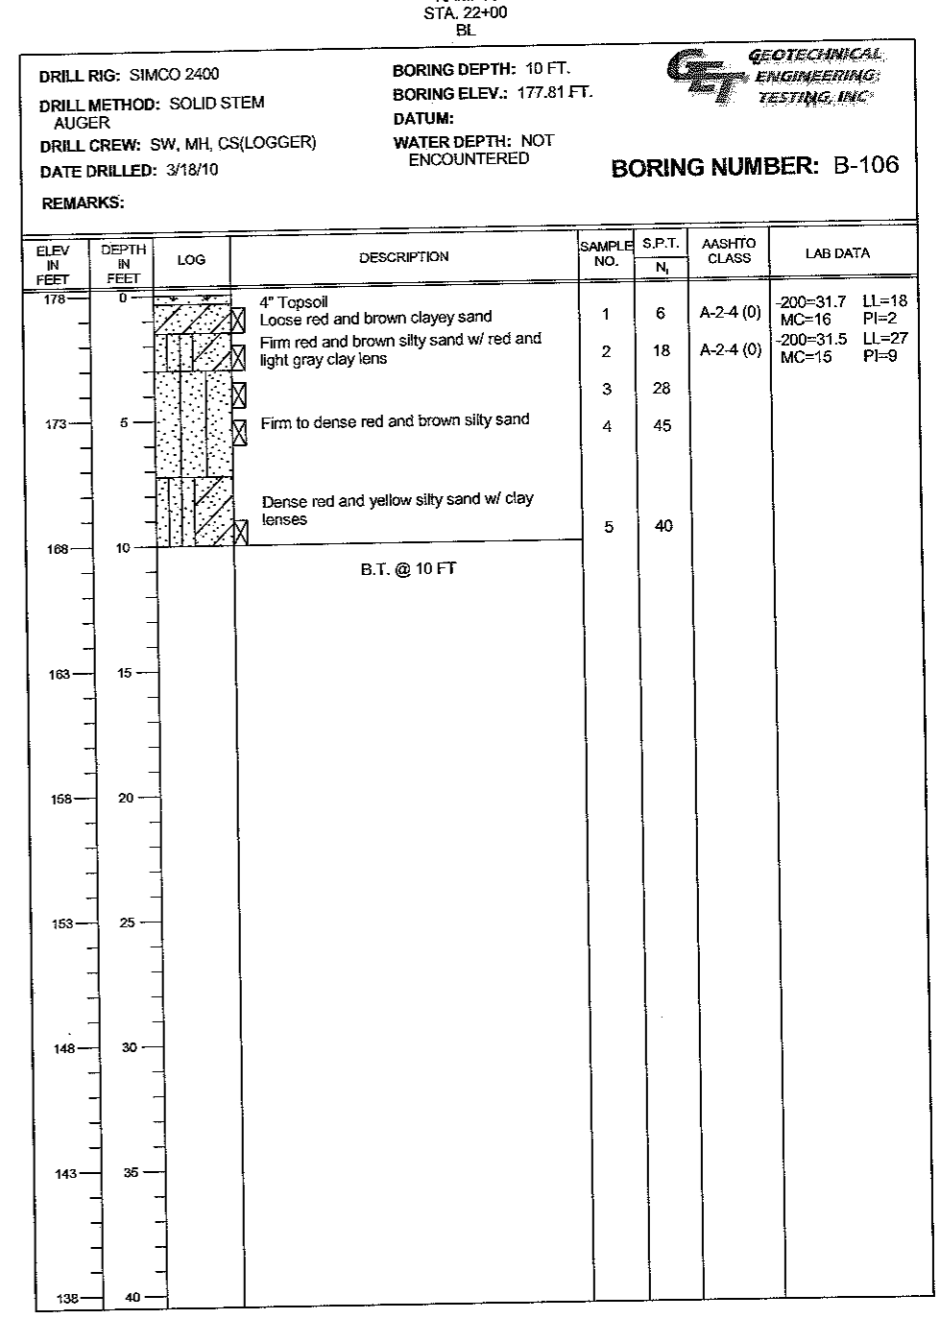 STA. 22+00
BL
DRILL RIG: SIMCO 2400
DRILL METHOD: SOLID STEM
AUGER
DRILL CREW: SW, MH, CS(LOGGER)
DATE DRILLED: 3/18/10
REMARKS:
BORING DEPTH: 10 FT.
BORING ELEV.: 177.81 FT.
DATUM:
WATER DEPTH: NOT
ENCOUNTERED
GET
GEOTECHNICAL
ENGINEERING
TESTING, INC
BORING NUMBER: B-106
ELEV
IN
FEET
DEPTH
IN
FEET
LOG
DESCRIPTION
SAMPLE
NO.
S.P.T.
N₁
AASHTO
CLASS
LAB DATA
178 0
4" Topsoil
Loose red and brown clayey sand 1 6 A-2-4 (0) -200=31.7 LL=18
MC=16 PI=2
Firm red and brown silty sand w/ red and
light gray clay lens 2 18 A-2-4 (0) -200=31.5 LL=27
MC=15 PI=9
3 28
173 5 Firm to dense red and brown silty sand 4 45
Dense red and yellow silty sand w/ clay
lenses 5 40
168 10
B.T. @ 10 FT
163 15
158 20
153 25
148 30
143 35
138 40